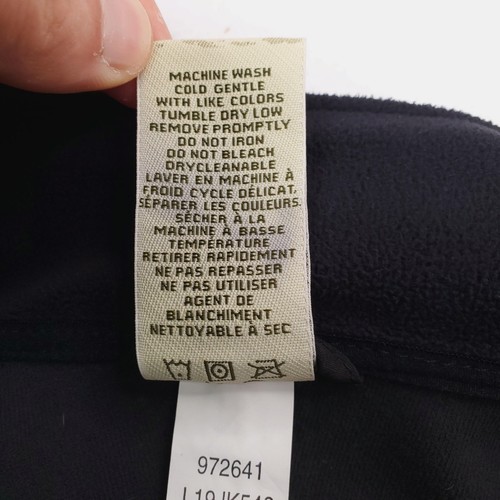 MACHINE WASH
COLD GENTLE
WITH LIKE COLORS
TUMBLE DRY LOW
REMOVE PROMPTLY
DO NOT IRON
DO NOT BLEACH
DRYCLEANABLE
LAVER EN MACHINE À
FROID CYCLE DÉLICAT,
SÉPARER LES COULEURS.
SÉCHER À LA
MACHINE À BASSE
TEMPÉRATURE
RETIRER RAPIDEMENT
NE PAS REPASSER
NE PAS UTILISER
AGENT DE
BLANCHIMENT
NETTOYABLE À SEC
972641